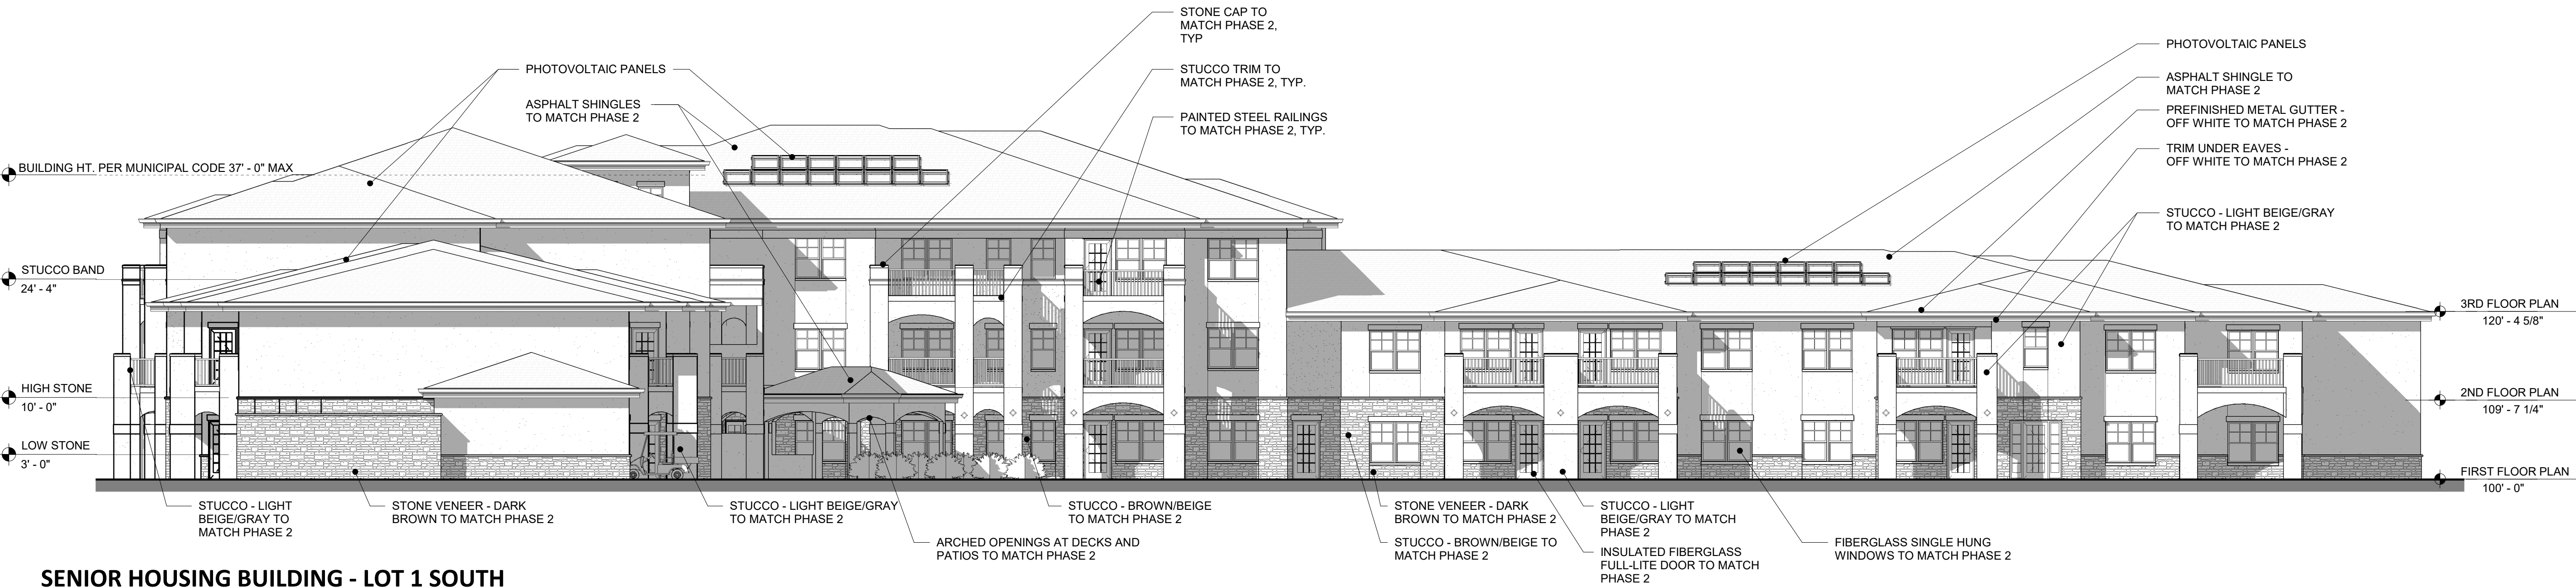 STONE CAP TO
MATCH PHASE 2,
TYP
STUCCO TRIM TO
MATCH PHASE 2, TYP.
PAINTED STEEL RAILINGS
TO MATCH PHASE 2, TYP.
PHOTOVOLTAIC PANELS
ASPHALT SHINGLES
TO MATCH PHASE 2
PHOTOVOLTAIC PANELS
ASPHALT SHINGLE TO
MATCH PHASE 2
PREFINISHED METAL GUTTER -
OFF WHITE TO MATCH PHASE 2
TRIM UNDER EAVES -
OFF WHITE TO MATCH PHASE 2
STUCCO - LIGHT BEIGE/GRAY
TO MATCH PHASE 2
BUILDING HT. PER MUNICIPAL CODE 37' - 0" MAX
STUCCO BAND
24' - 4"
HIGH STONE
10' - 0"
LOW STONE
3' - 0"
3RD FLOOR PLAN
120' - 4 5/8"
2ND FLOOR PLAN
109' - 7 1/4"
FIRST FLOOR PLAN
100' - 0"
STUCCO - LIGHT
BEIGE/GRAY TO
MATCH PHASE 2
STONE VENEER - DARK
BROWN TO MATCH PHASE 2
STUCCO - LIGHT BEIGE/GRAY
TO MATCH PHASE 2
ARCHED OPENINGS AT DECKS AND
PATIOS TO MATCH PHASE 2
STUCCO - BROWN/BEIGE
TO MATCH PHASE 2
STONE VENEER - DARK
BROWN TO MATCH PHASE 2
STUCCO - BROWN/BEIGE TO
MATCH PHASE 2
STUCCO - LIGHT
BEIGE/GRAY TO MATCH
PHASE 2
INSULATED FIBERGLASS
FULL-LITE DOOR TO MATCH
PHASE 2
FIBERGLASS SINGLE HUNG
WINDOWS TO MATCH PHASE 2
SENIOR HOUSING BUILDING - LOT 1 SOUTH